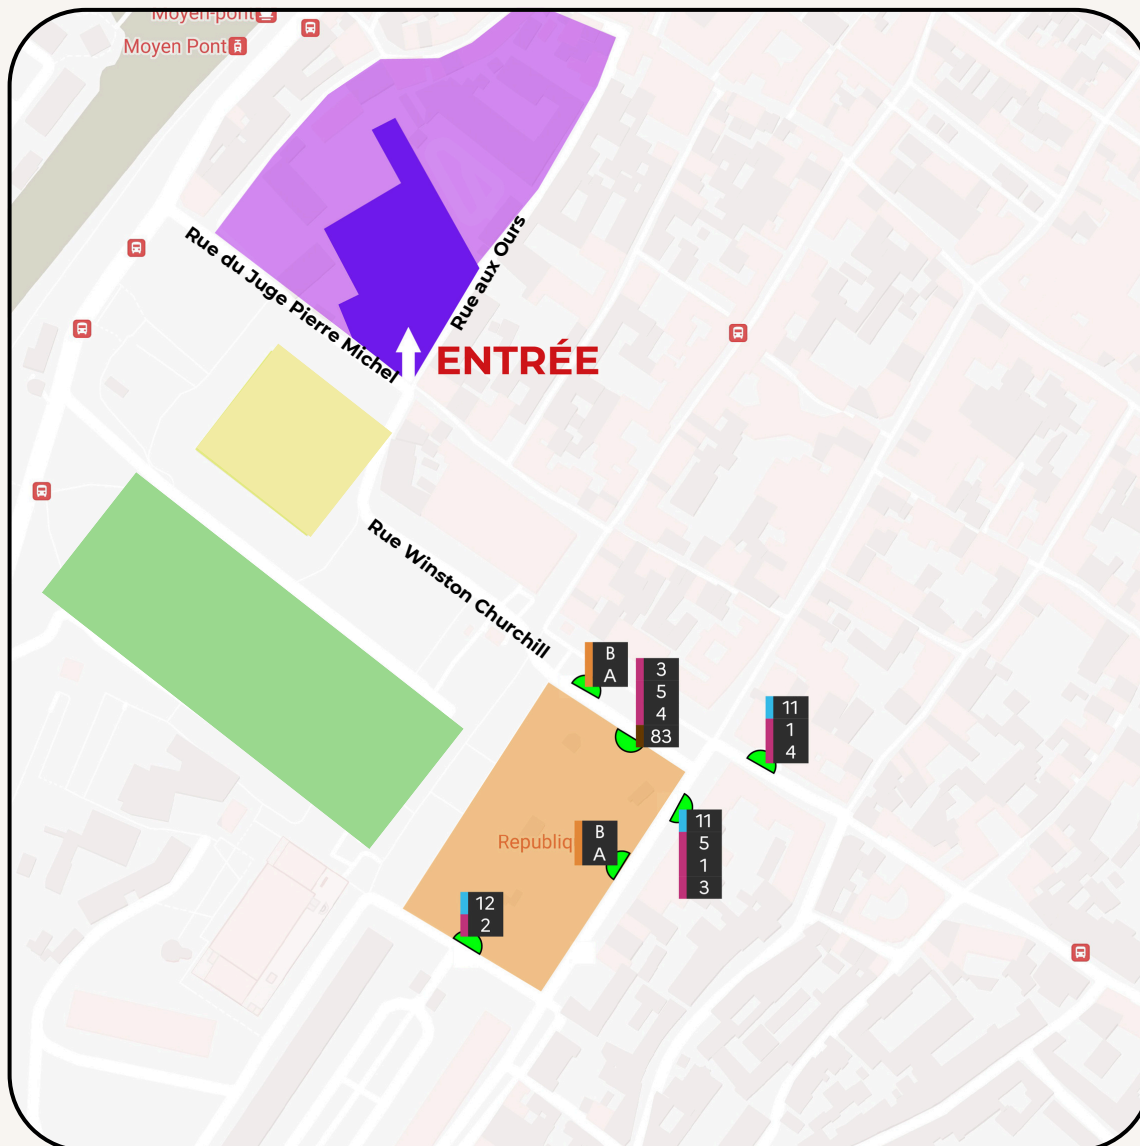 Moyen-pont
Moyen Pont
Rue du Juge Pierre Michel
Rue aux Ours
ENTRÉE
Rue Winston Churchill
B
A
3
5
4
83
11
1
4
11
5
1
3
Republiq
B
A
12
2